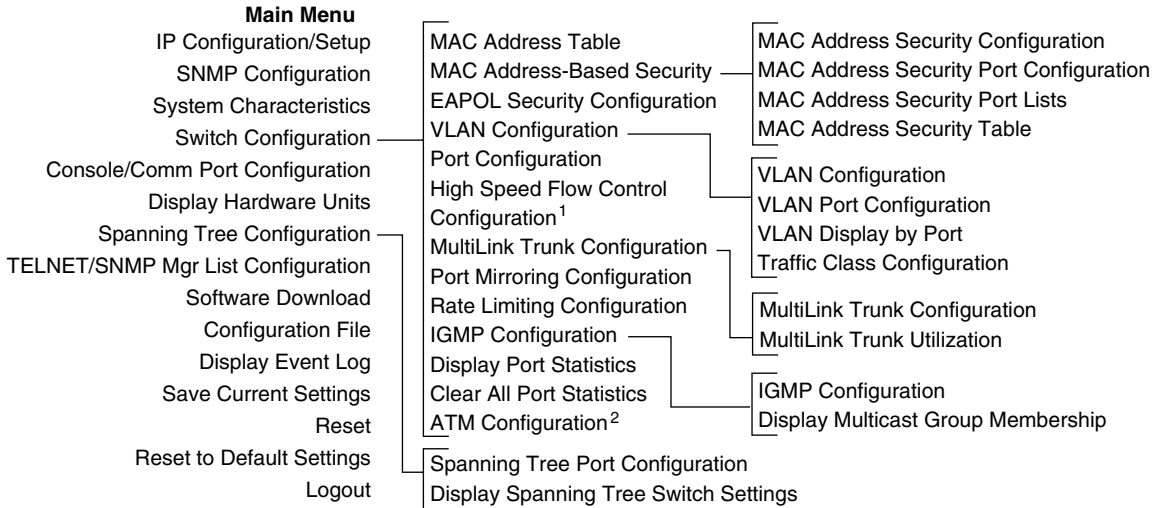 Main Menu
IP Configuration/Setup
SNMP Configuration
System Characteristics
Switch Configuration
Console/Comm Port Configuration
Display Hardware Units
Spanning Tree Configuration
TELNET/SNMP Mgr List Configuration
Software Download
Configuration File
Display Event Log
Save Current Settings
Reset
Reset to Default Settings
Logout
MAC Address Table
MAC Address-Based Security
EAPOL Security Configuration
VLAN Configuration
Port Configuration
High Speed Flow Control
Configuration1
MultiLink Trunk Configuration
Port Mirroring Configuration
Rate Limiting Configuration
IGMP Configuration
Display Port Statistics
Clear All Port Statistics
ATM Configuration2
Spanning Tree Port Configuration
Display Spanning Tree Switch Settings
MAC Address Security Configuration
MAC Address Security Port Configuration
MAC Address Security Port Lists
MAC Address Security Table
VLAN Configuration
VLAN Port Configuration
VLAN Display by Port
Traffic Class Configuration
MultiLink Trunk Configuration
MultiLink Trunk Utilization
IGMP Configuration
Display Multicast Group Membership